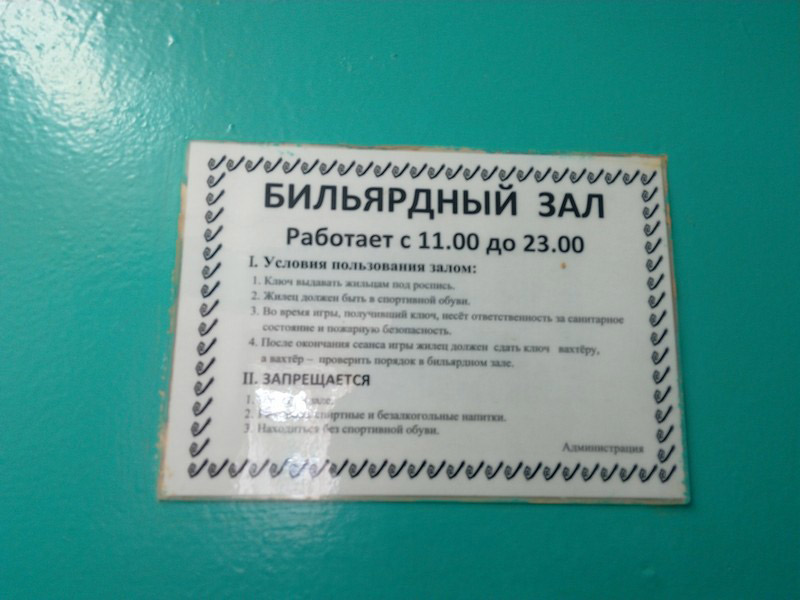 БИЛЬЯРДНЫЙ ЗАЛ
Работает с 11.00 до 23.00
I. Условия пользования залом:
1. Ключ выдавать жильцам под роспись.
2. Жилец должен быть в спортивной обуви.
3. Во время игры, получивший ключ, несёт ответственность за санитарное
состояние и пожарную безопасность.
4. После окончания сеанса игры жилец должен сдать ключ вахтёру,
а вахтёр – проверить порядок в бильярдном зале.
II. ЗАПРЕЩАЕТСЯ
1. зале.
2. спиртные и безалкогольные напитки.
3. Находиться без спортивной обуви.
Администрация